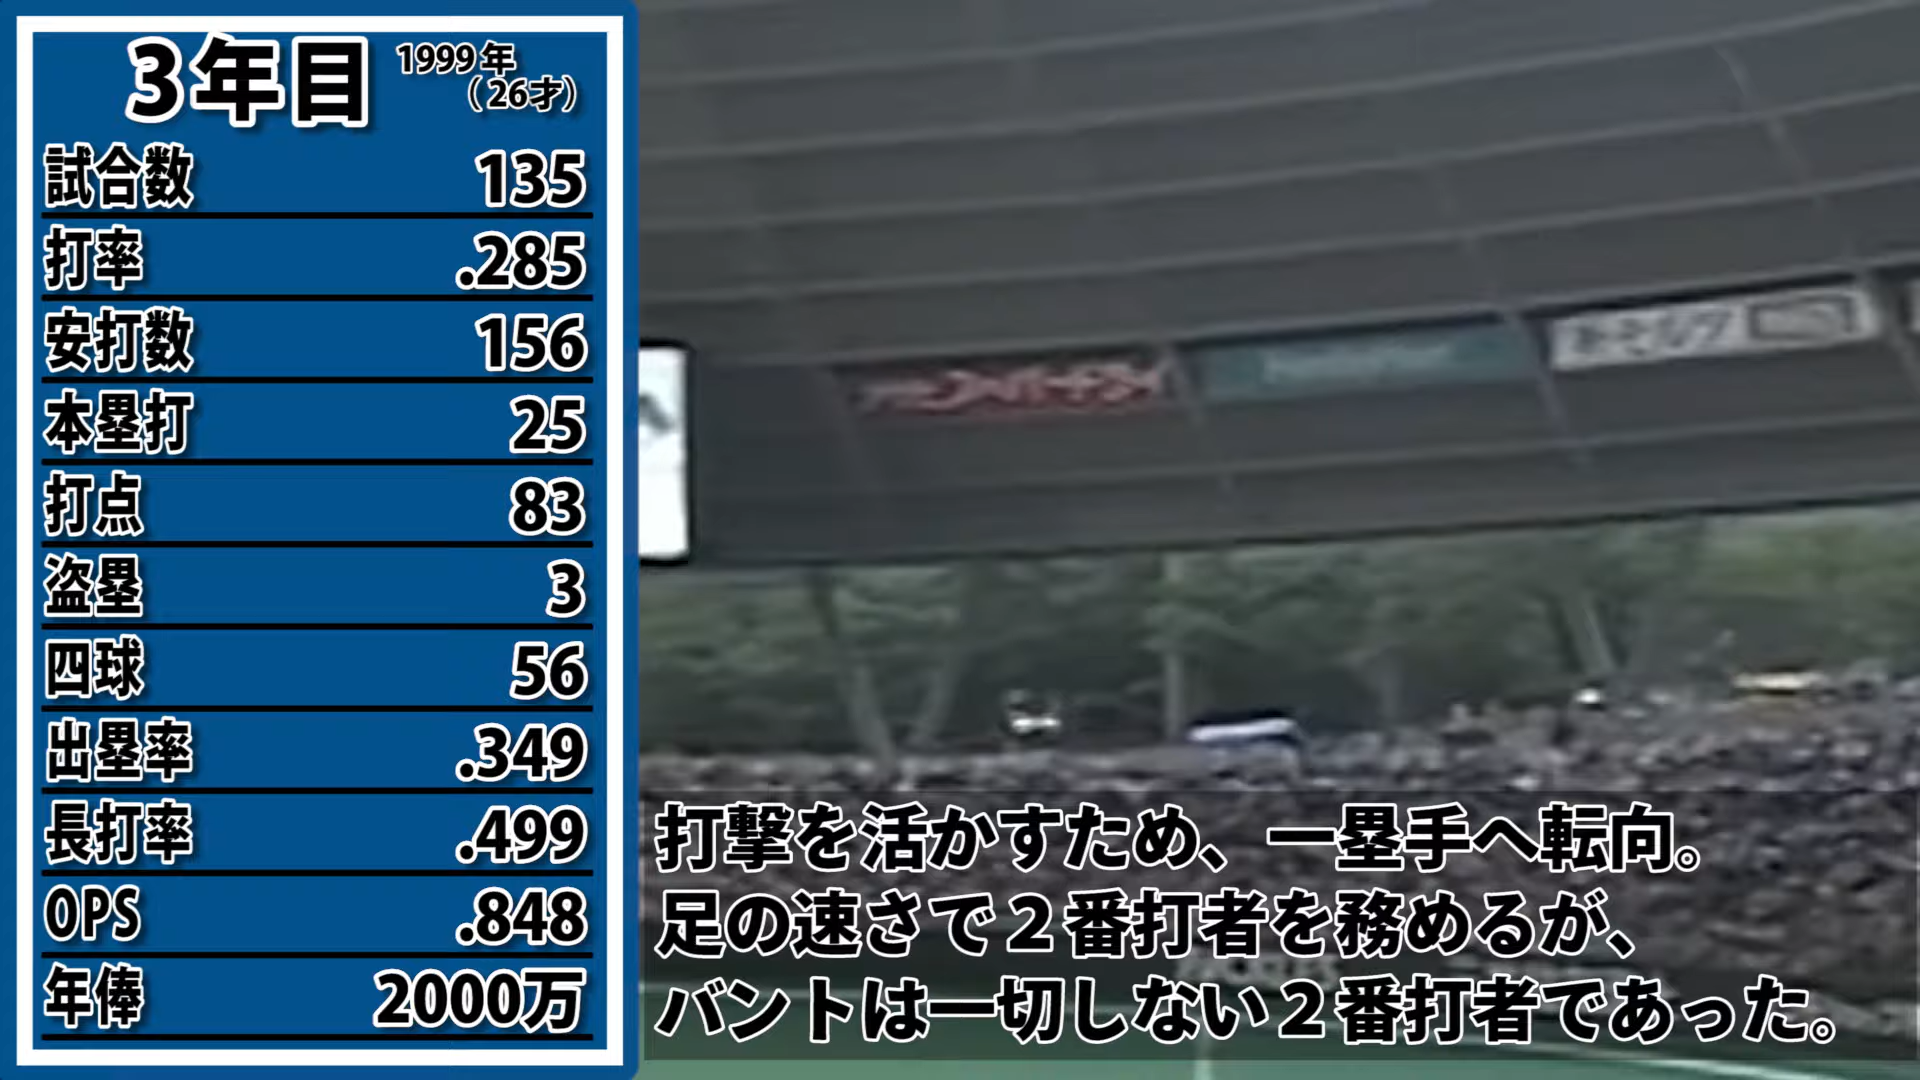 3年目 1999年
（26才）
試合数 135
打率 .285
安打数 156
本塁打 25
打点 83
盗塁 3
四球 56
出塁率 .349
長打率 .499
OPS .848
年俸 2000万
打撃を活かすため、一塁手へ転向。
足の速さで２番打者を務めるが、
バントは一切しない２番打者であった。